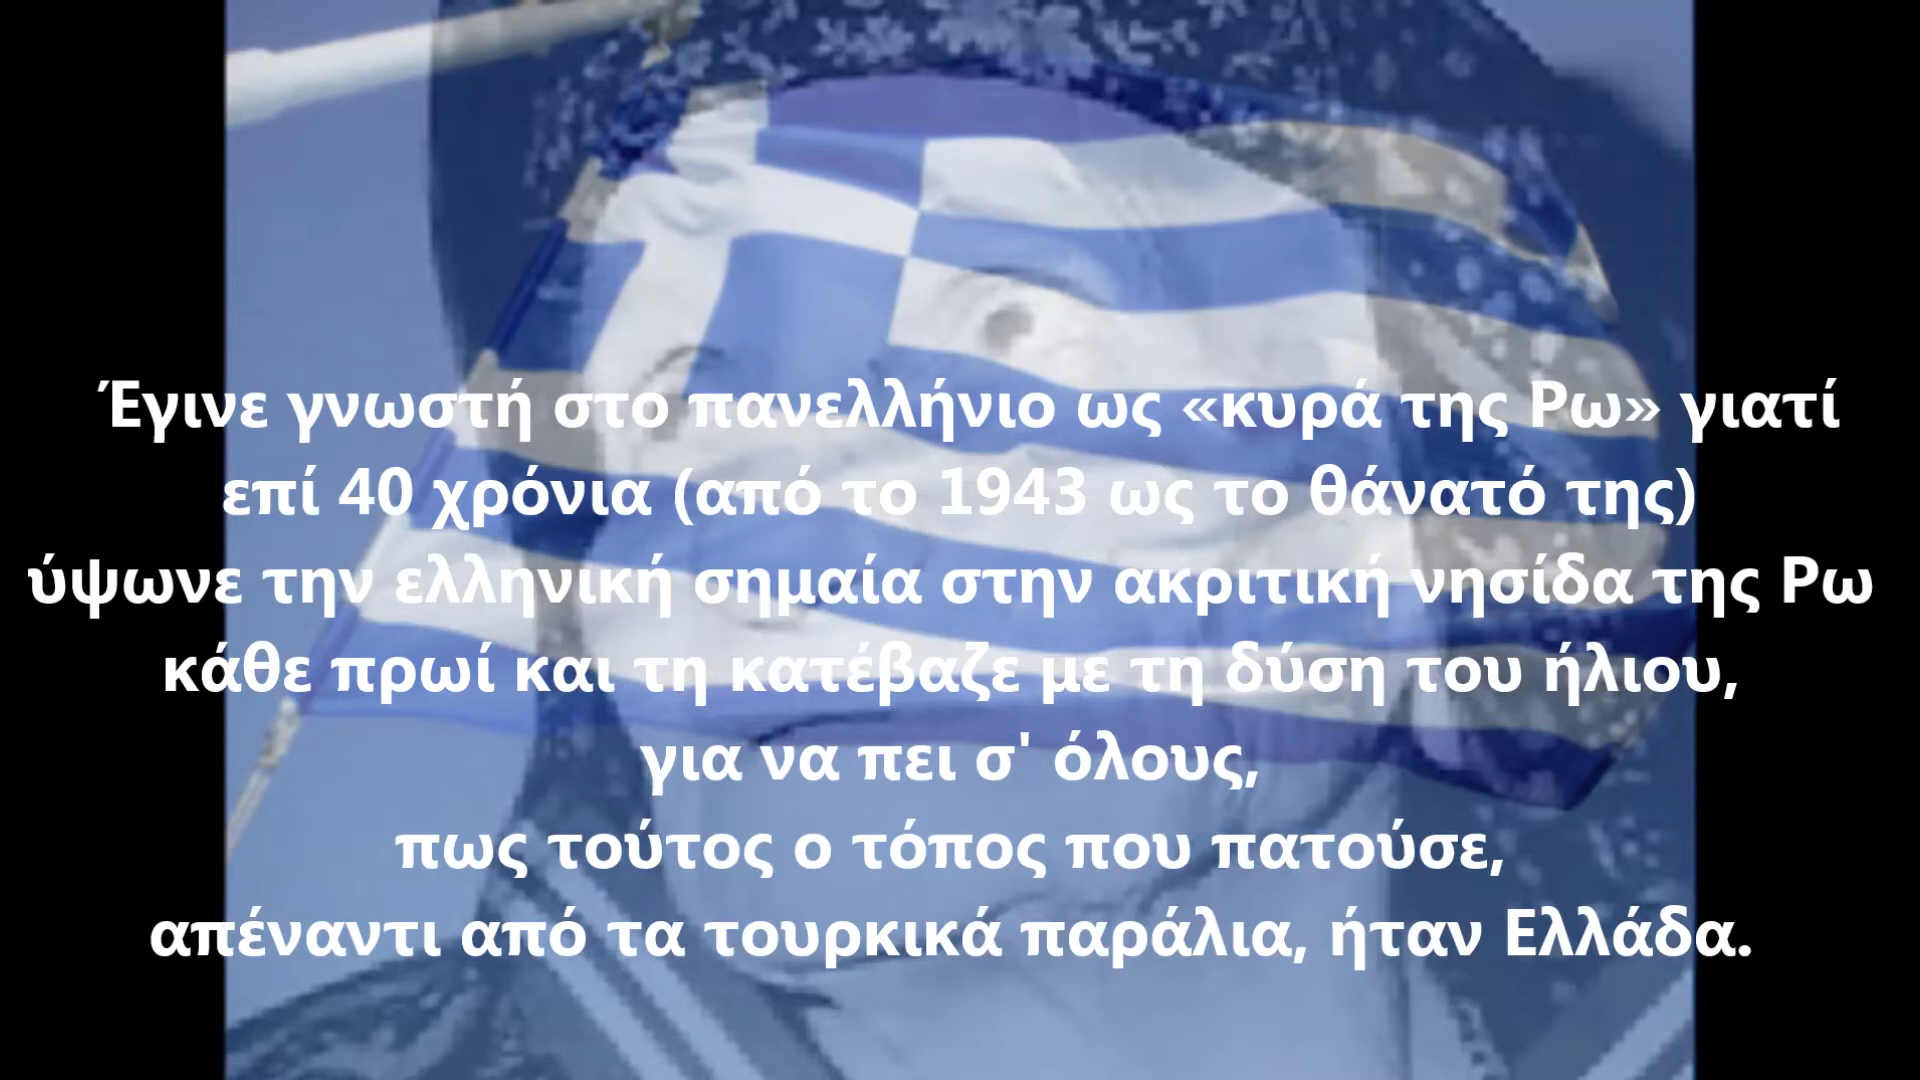 Έγινε γνωστή στο πανελλήνιο ως «κυρά της Ρω» γιατί
επί 40 χρόνια (από το 1943 ως το θάνατό της)
ύψωνε την ελληνική σημαία στην ακριτική νησίδα της Ρω
κάθε πρωί και τη κατέβαζε με τη δύση του ήλιου,
για να πει σ' όλους,
πως τούτος ο τόπος που πατούσε,
απέναντι από τα τουρκικά παράλια, ήταν Ελλάδα.